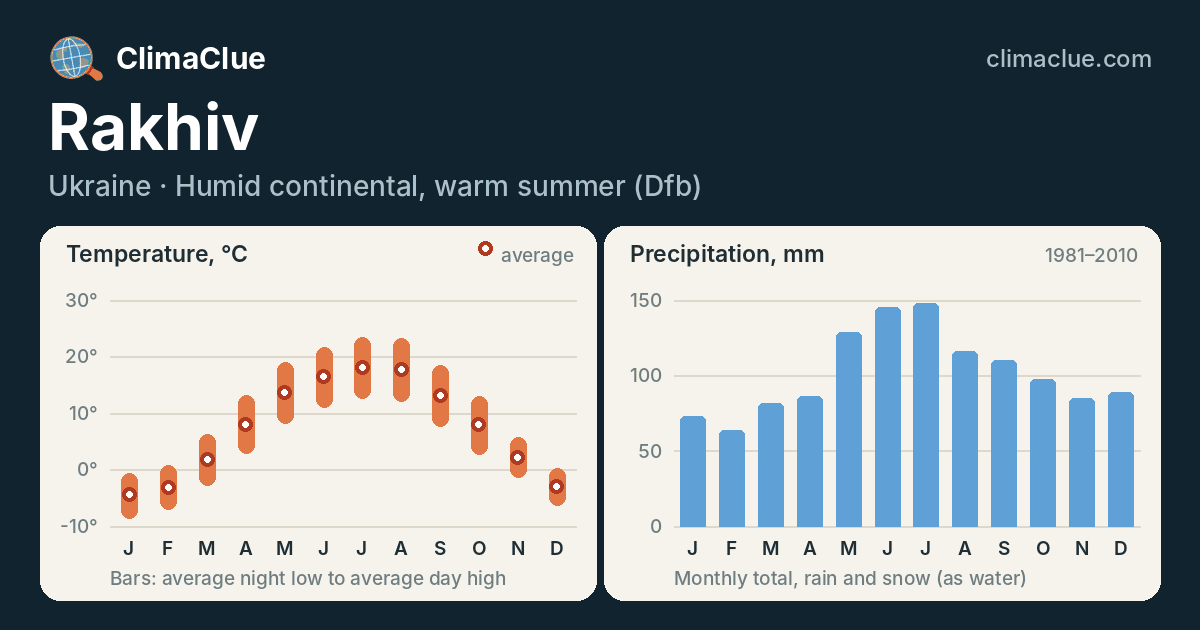 ClimaClue
climaclue.com
Rakhiv
Ukraine · Humid continental, warm summer (Dfb)
Temperature, °C
average
30°
20°
10°
0°
-10°
J F M A M J J A S O N D
Bars: average night low to average day high
Precipitation, mm
1981–2010
150
100
50
0
J F M A M J J A S O N D
Monthly total, rain and snow (as water)